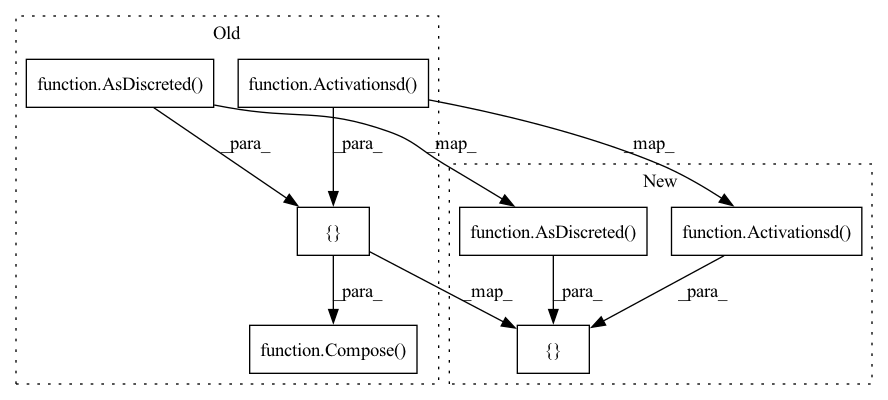 Old
function.AsDiscreted()
function.Activationsd()
_para_
_para_
_map_
_map_
New
{}
function.AsDiscreted()
function.Activationsd()
_para_
_map_
_para_
_para_
function.Compose()
{}